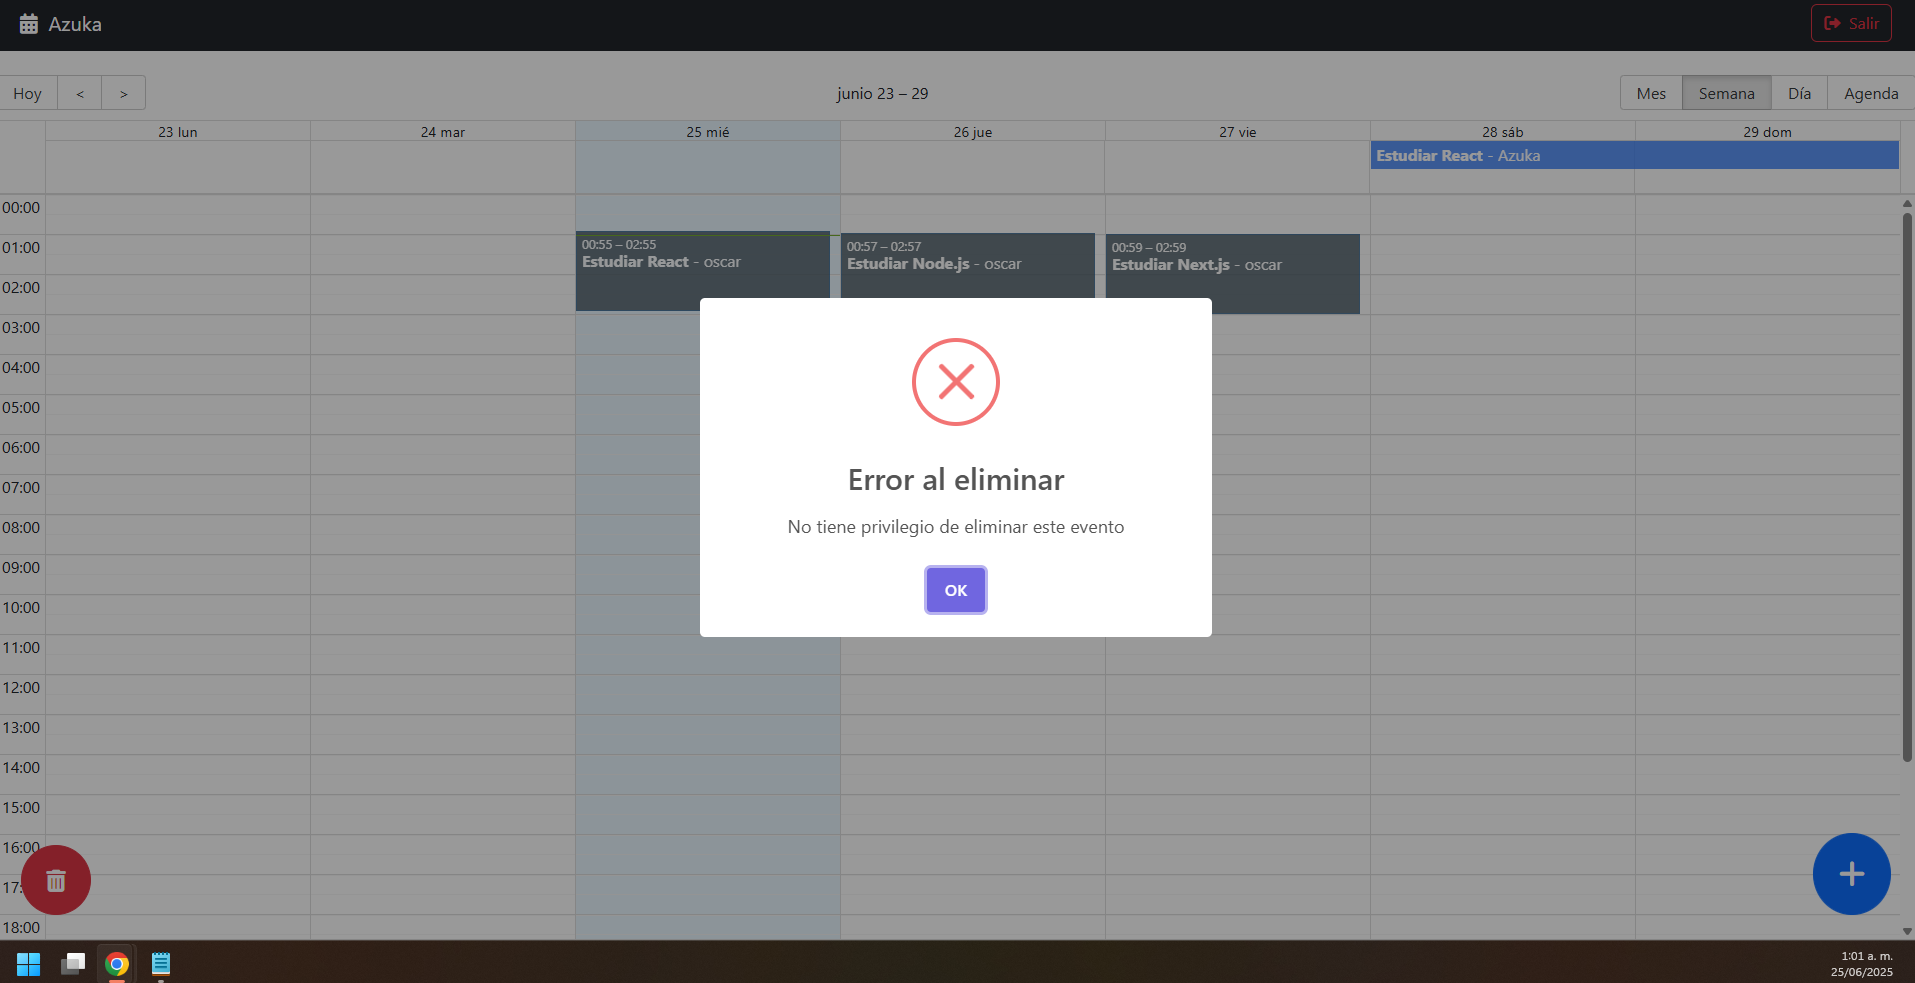 Azuka
Salir
Hoy
<
>
junio 23 – 29
Mes
Semana
Día
Agenda
23 lun
24 mar
25 mié
26 jue
27 vie
28 sáb
29 dom
Estudiar React - Azuka
00:00
01:00
02:00
03:00
04:00
05:00
06:00
07:00
08:00
09:00
10:00
11:00
12:00
13:00
14:00
15:00
16:00
17:
18:00
00:55 – 02:55
Estudiar React - oscar
00:57 – 02:57
Estudiar Node.js - oscar
00:59 – 02:59
Estudiar Next.js - oscar
Error al eliminar
No tiene privilegio de eliminar este evento
OK
1:01 a. m.
25/06/2025